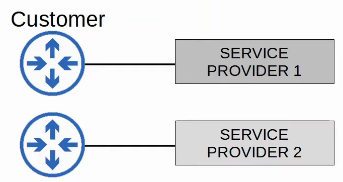 Customer
SERVICE
PROVIDER 1
SERVICE
PROVIDER 2